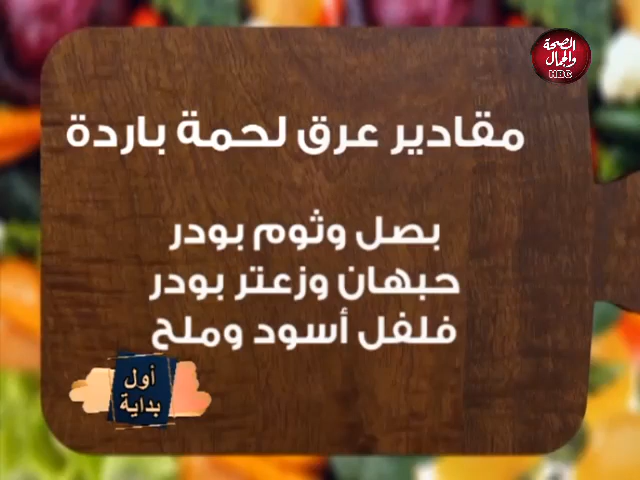 الصحة
والجمال
HBC
مقادير عرق لحمة باردة
بصل وثوم بودر
حبهان وزعتر بودر
فلفل أسود وملح
أول
بداية